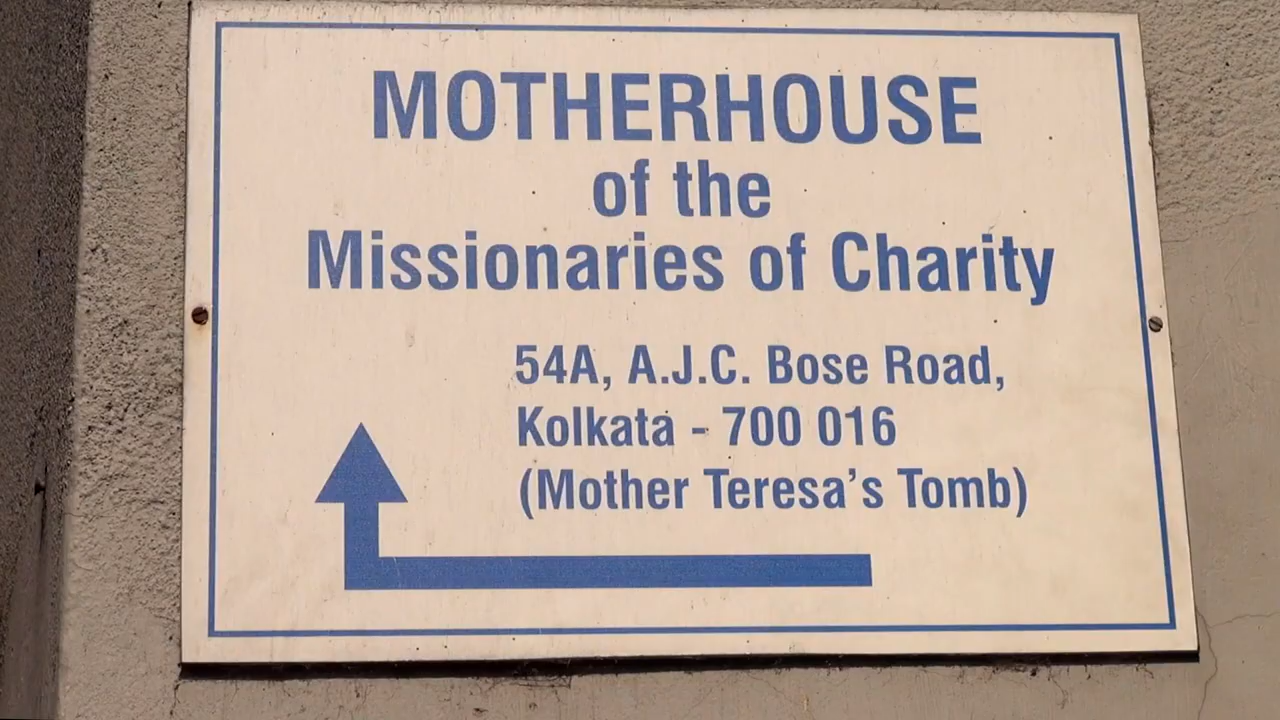 MOTHERHOUSE
of the
Missionaries of Charity
54A, A.J.C. Bose Road,
Kolkata - 700 016
(Mother Teresa's Tomb)